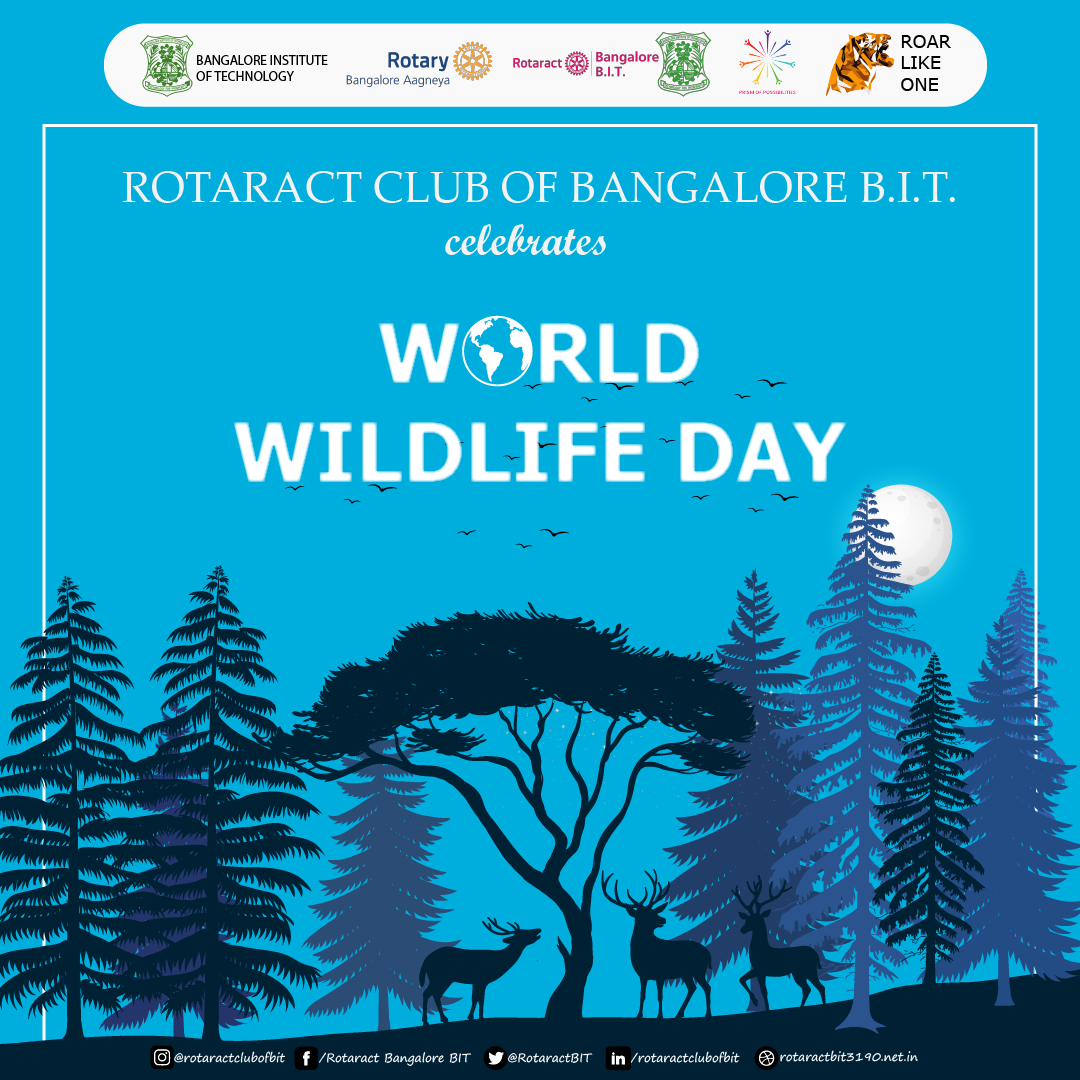 BANGALORE INSTITUTE
OF TECHNOLOGY
Rotary
Bangalore Aagneya
Rotaract
Bangalore
B.I.T.
PRISM OF POSSIBILITIES
ROAR
LIKE
ONE
ROTARACT CLUB OF BANGALORE B.I.T.
celebrates
WORLD
WILDLIFE DAY
@rotaractclubofbit /Rotaract Bangalore BIT @RotaractBIT in /rotaractclubofbit rotaractbit3190.net.in